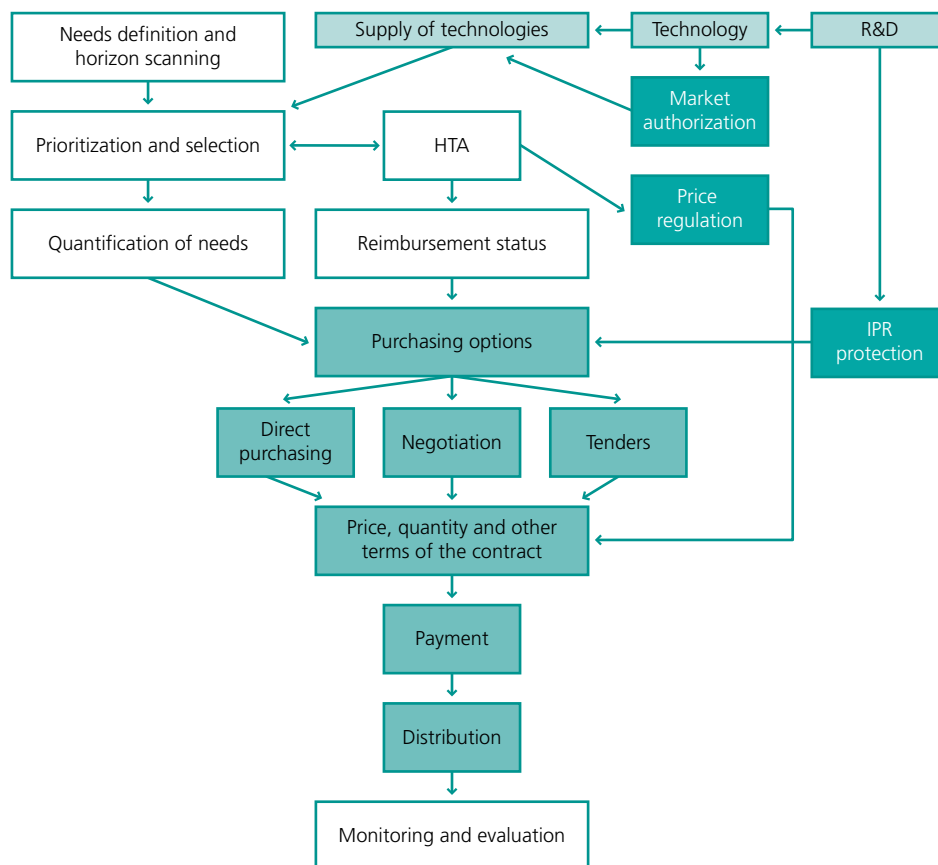 Needs definition and
horizon scanning
Supply of technologies
Technology
R&D
Market
authorization
Prioritization and selection
HTA
Price
regulation
Quantification of needs
Reimbursement status
Purchasing options
IPR
protection
Direct
purchasing
Negotiation
Tenders
Price, quantity and other
terms of the contract
Payment
Distribution
Monitoring and evaluation